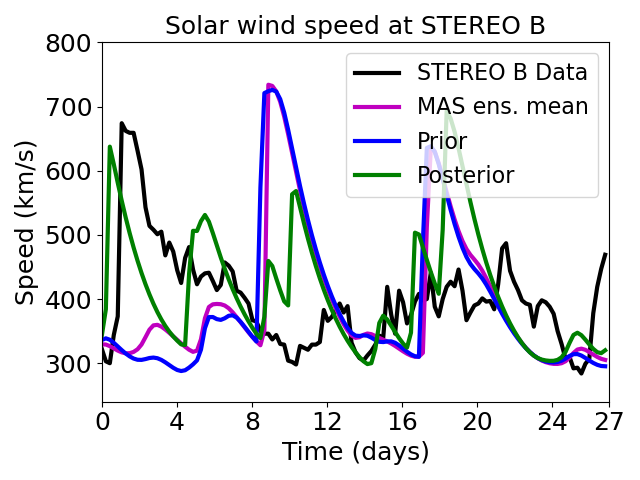 Solar wind speed at STEREO B
800
700
600
500
400
300
Speed (km/s)
STEREO B Data
MAS ens. mean
Prior
Posterior
0 4 8 12 16 20 24 27
Time (days)